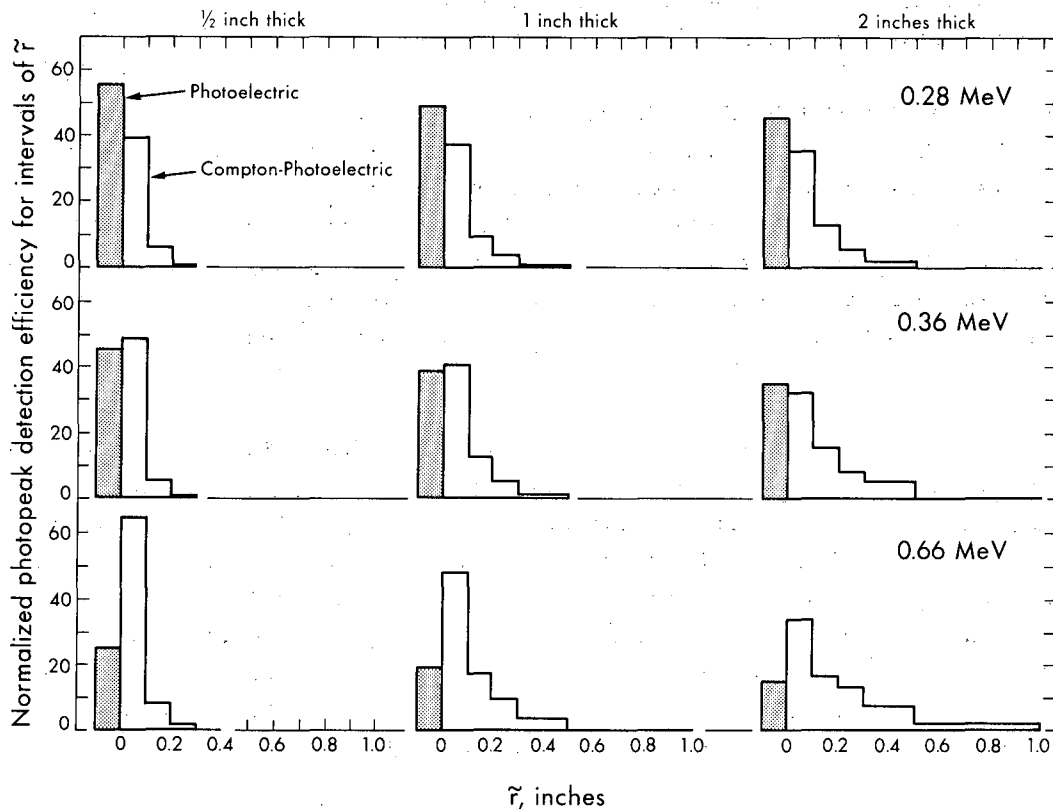 ½ inch thick
1 inch thick
2 inches thick
Normalized photopeak detection efficiency for intervals of r̃
60
40
20
0
Photoelectric
Compton-Photoelectric
0.28 MeV
60
40
20
0
0.36 MeV
60
40
20
0
0.66 MeV
0 0.2 0.4 0.6 0.8 1.0
0 0.2 0.4 0.6 0.8 1.0
0 0.2 0.4 0.6 0.8 1.0
r̃, inches